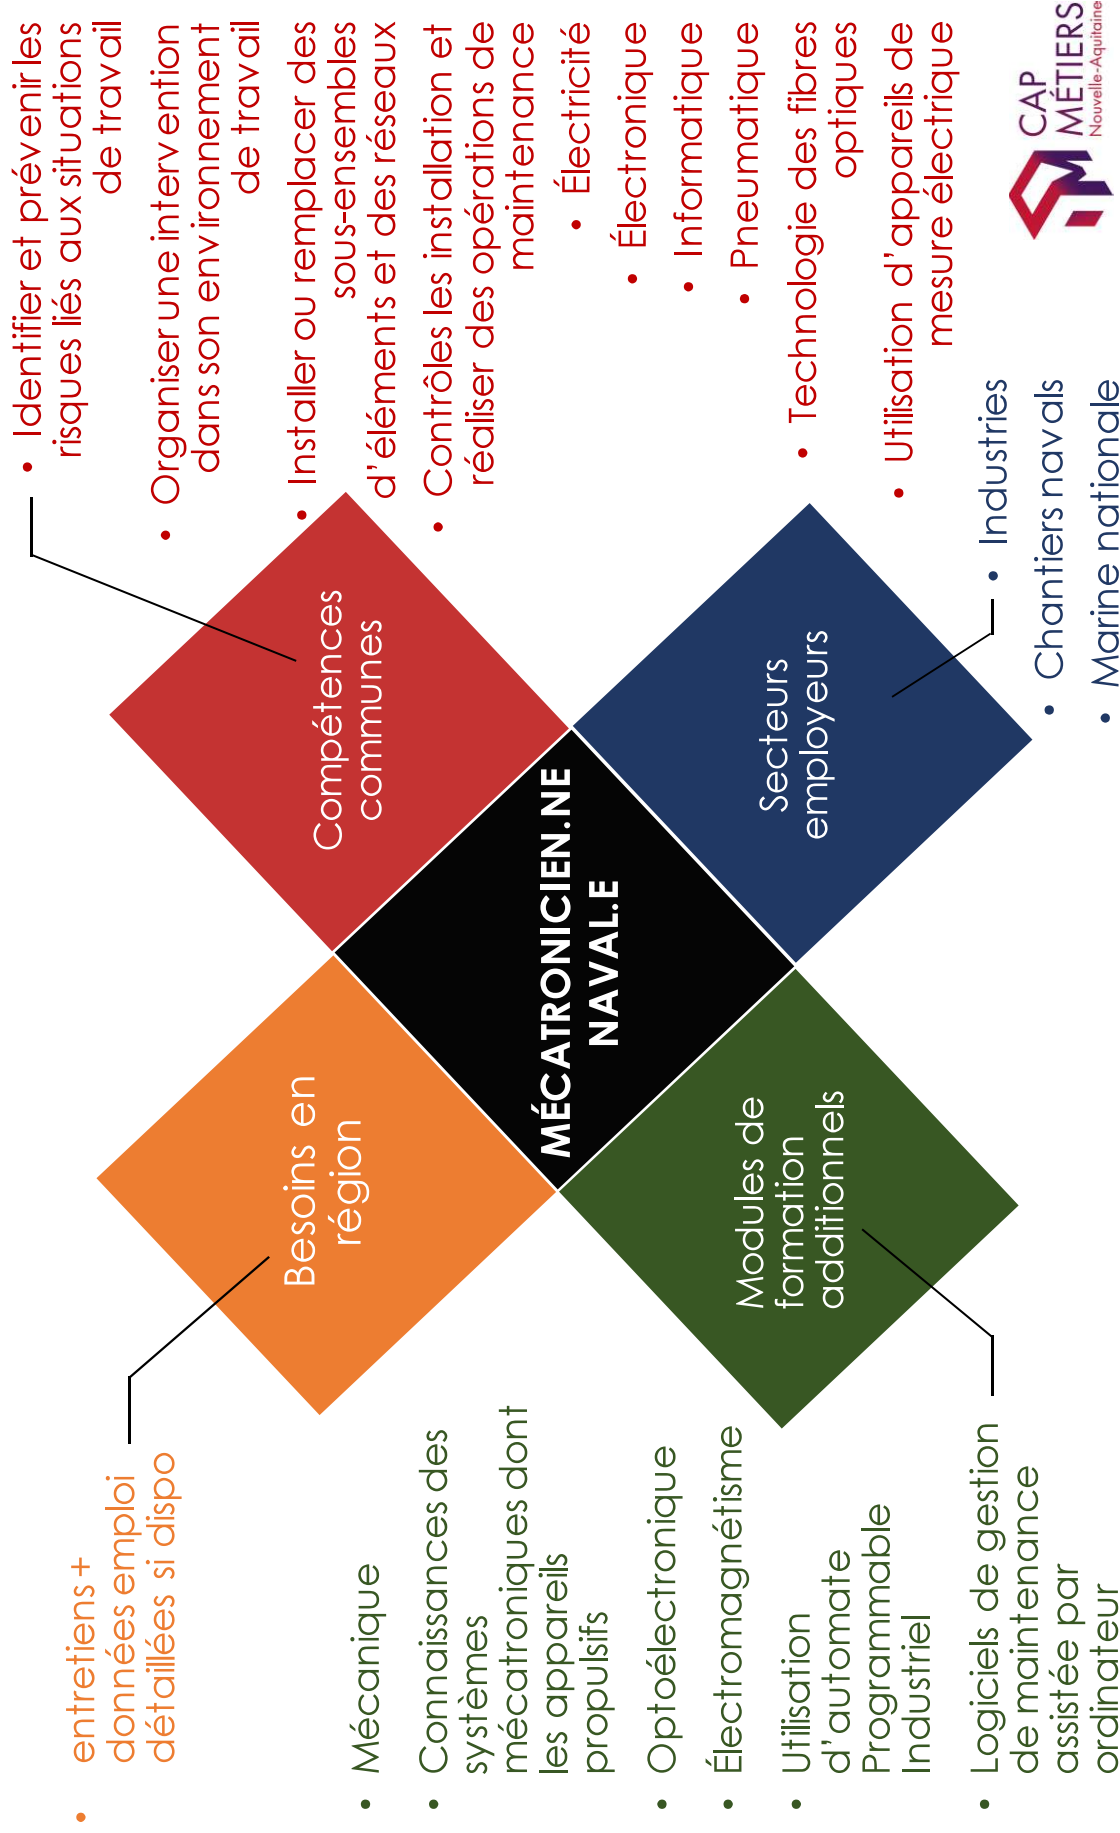 entretiens +
données emploi
détaillées si dispo
Besoins en
région
Compétences
communes
• Identifier et prévenir les
risques liés aux situations
de travail
• Organiser une intervention
dans son environnement
de travail
• Installer ou remplacer des
sous-ensembles
d'éléments et des réseaux
• Contrôles les installation et
réaliser des opérations de
maintenance
• Électricité
• Électronique
• Informatique
• Pneumatique
• Technologie des fibres
optiques
• Utilisation d'appareils de
mesure électrique
MÉCATRONICIEN.NE
NAVAL.E
• Mécanique
• Connaissances des
systèmes
mécatroniques dont
les appareils
propulsifs
• Optoélectronique
• Électromagnétisme
• Utilisation
d'automate
Programmable
Industriel
• Logiciels de gestion
de maintenance
assistée par
ordinateur
Modules de
formation
additionnels
Secteurs
employeurs
• Industries
• Chantiers navals
• Marine nationale
CAP
MÉTIERS
Nouvelle-Aquitaine